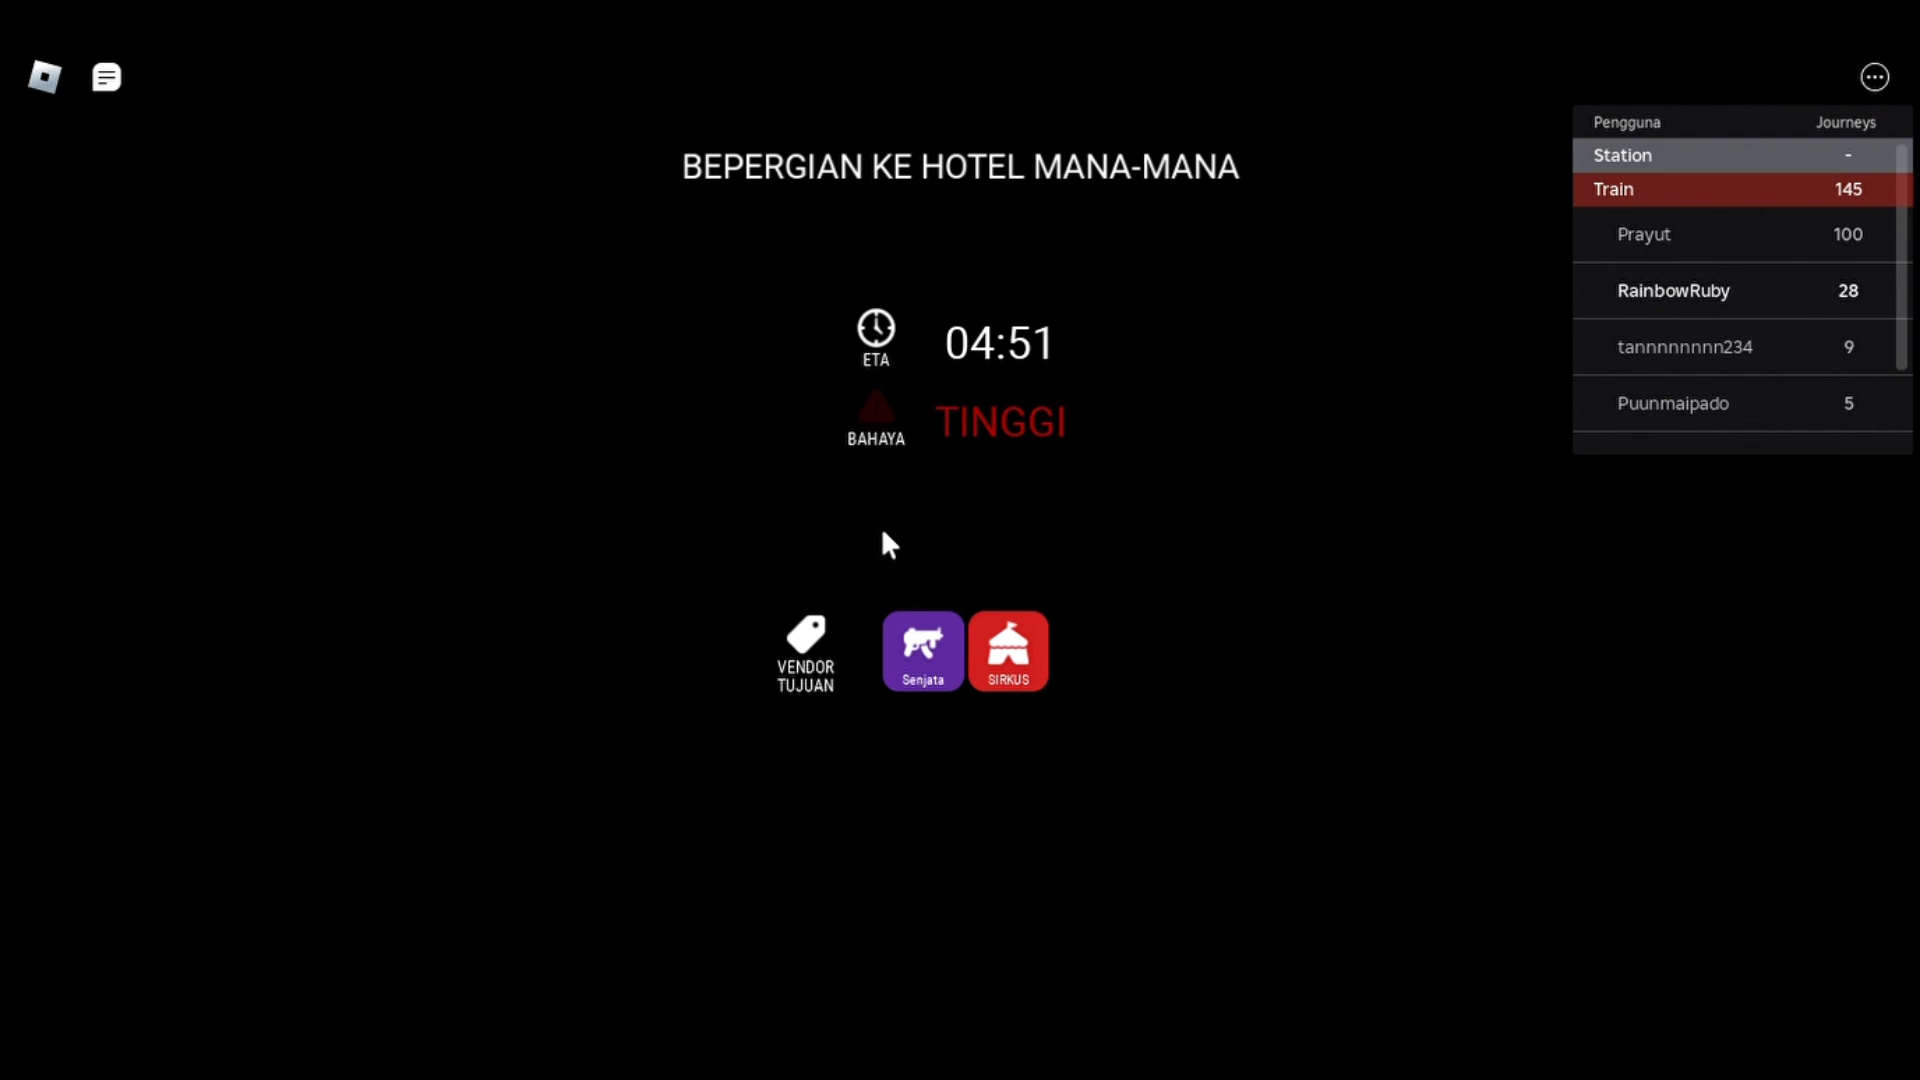 BEPERGIAN KE HOTEL MANA-MANA
ETA
04:51
BAHAYA
TINGGI
VENDOR
TUJUAN
Senjata
SIRKUS
Pengguna Journeys
Station -
Train 145
Prayut 100
RainbowRuby 28
tannnnnnnn234 9
Puunmaipado 5